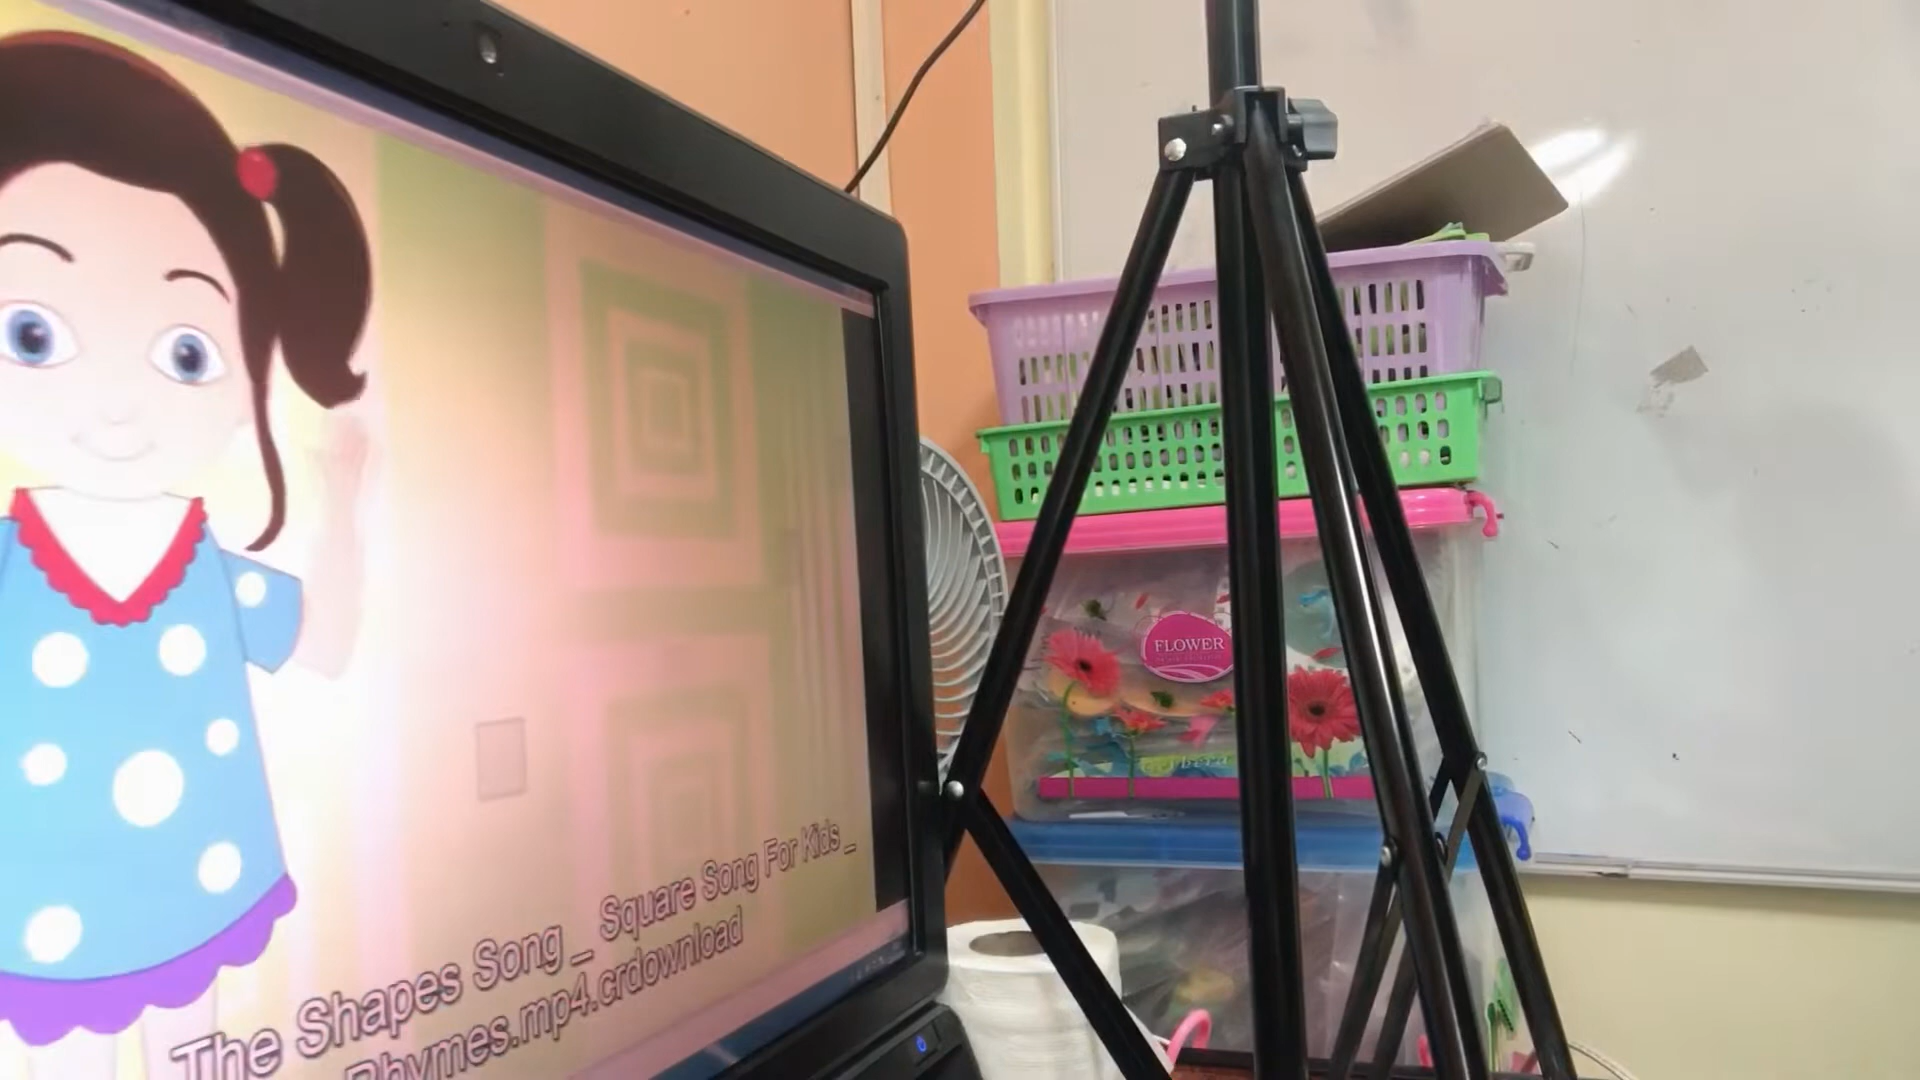 The Shapes Song _ Square Song For Kids _
Rhymes.mp4.crdownload
FLOWER